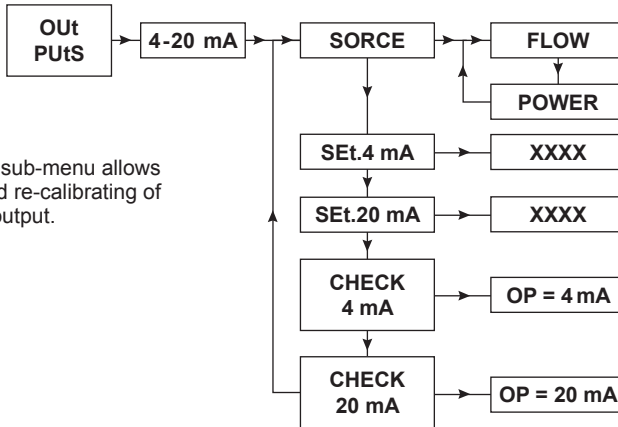 OUt
PUtS
4-20 mA
SORCE
FLOW
POWER
sub-menu allows
re-calibrating of
SEt.4 mA
XXXX
SEt.20 mA
XXXX
CHECK
4 mA
OP = 4 mA
CHECK
20 mA
OP = 20 mA